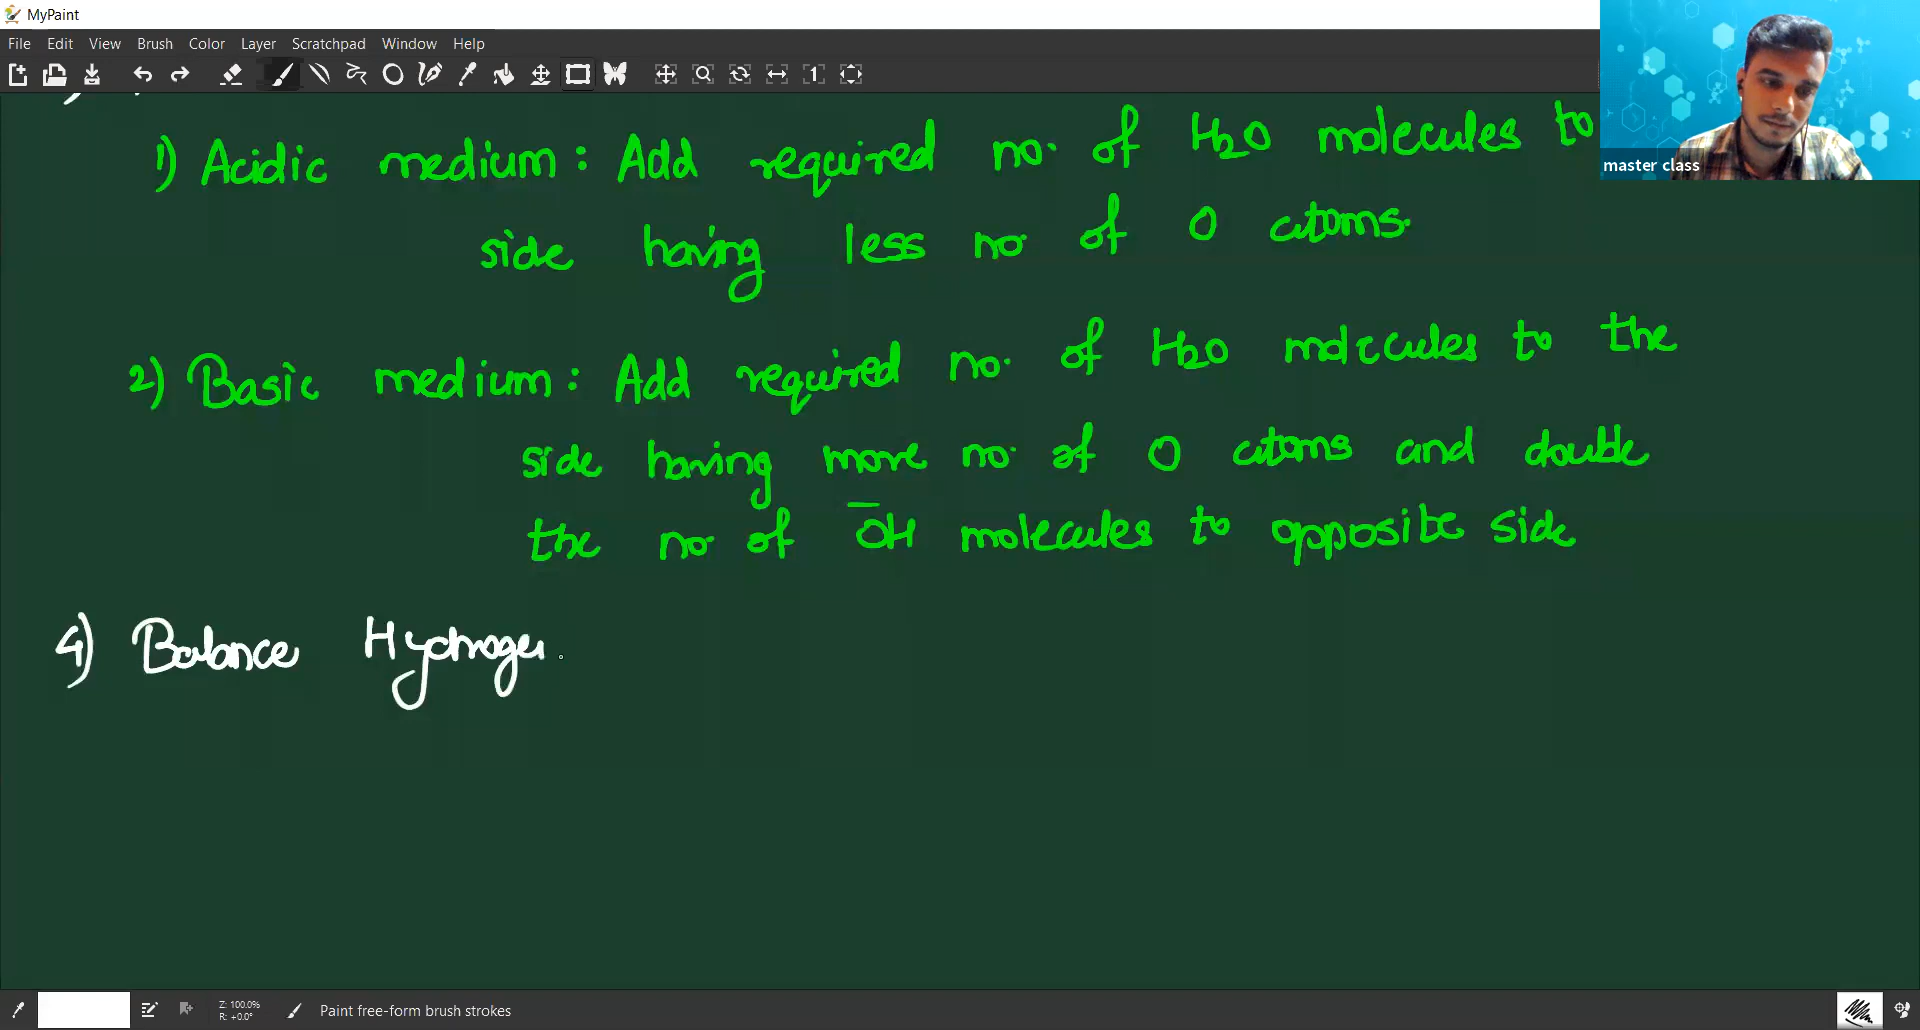 MyPaint
File Edit View Brush Color Layer Scratchpad Window Help
master class
1) Acidic medium : Add required no. of H2O molecules to
side having less no of O atoms.
2) Basic medium : Add required no. of H2O molecules to the
side having more no. of O atoms and double
the no. of O̅H molecules to opposite side
4) Balance Hydrogen
Z: 100.0%
R: +0.0°
Paint free-form brush strokes